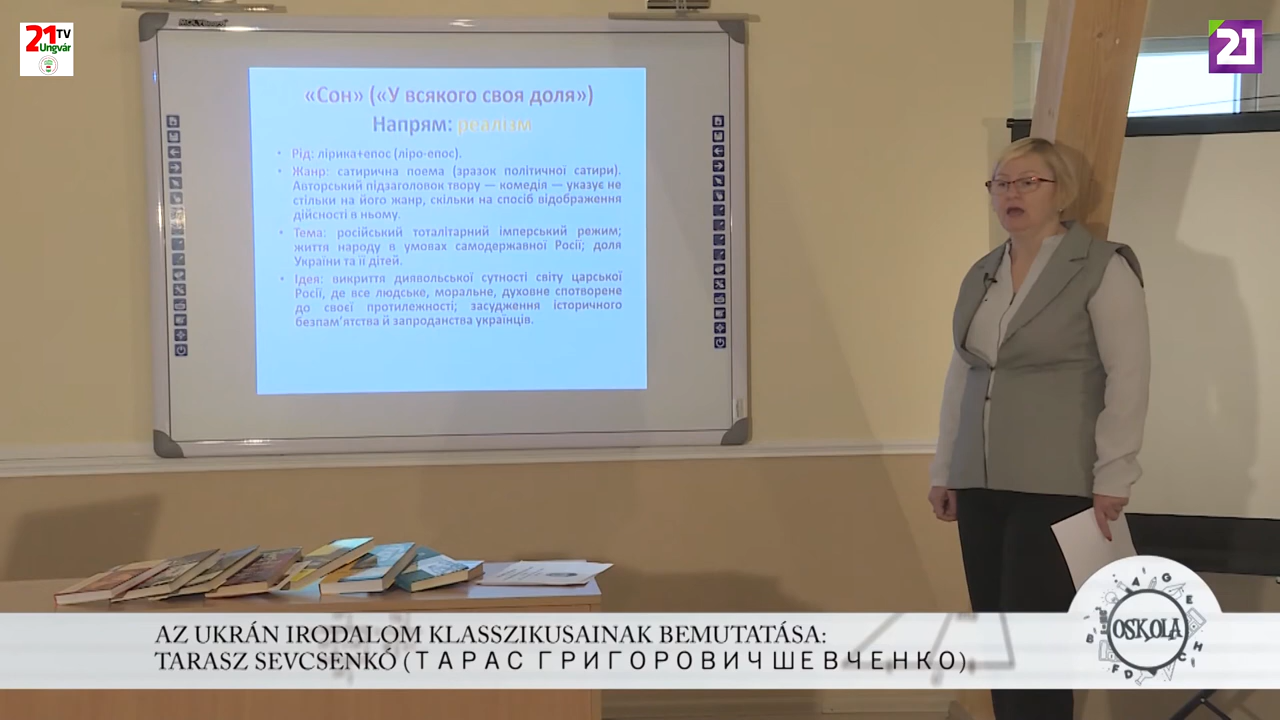 21 TV
Ungvár
21
«Сон» («У всякого своя доля»)
Напрям: реалізм
• Рід: лірика+епос (ліро-епос).
• Жанр: сатирична поема (зразок політичної сатири).
Авторський підзаголовок твору — комедія — указує не
стільки на його жанр, скільки на спосіб відображення
дійсності в ньому.
• Тема: російський тоталітарний імперський режим;
життя народу в умовах самодержавної Росії; доля
України та її дітей.
• Ідея: викриття диявольської сутності світу царської
Росії, де все людське, моральне, духовне спотворене
до своєї протилежності; засудження історичного
безпам'ятства й запроданства українців.
AZ UKRÁN IRODALOM KLASSZIKUSAINAK BEMUTATÁSA:
TARASZ SEVCSENKÓ (ТАРАС ГРИГОРОВИЧ ШЕВЧЕНКО)
OSKOLA